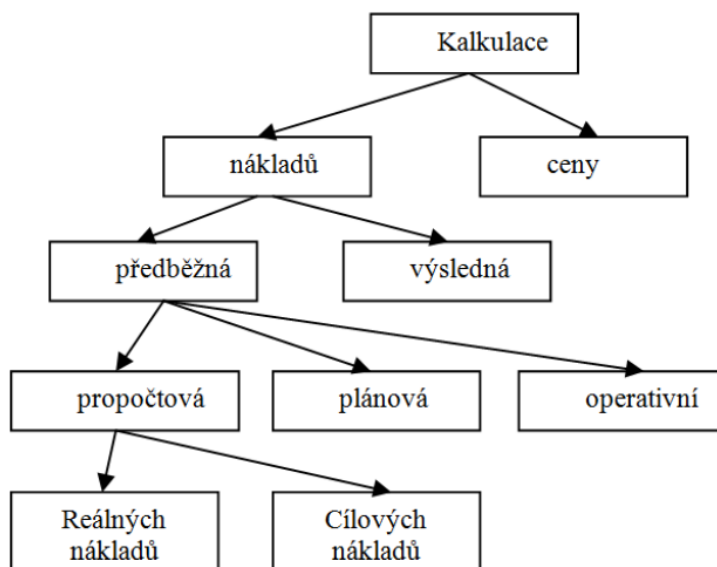 Kalkulace
nákladů
ceny
předběžná
výsledná
propočtová
plánová
operativní
Reálných
nákladů
Cílových
nákladů